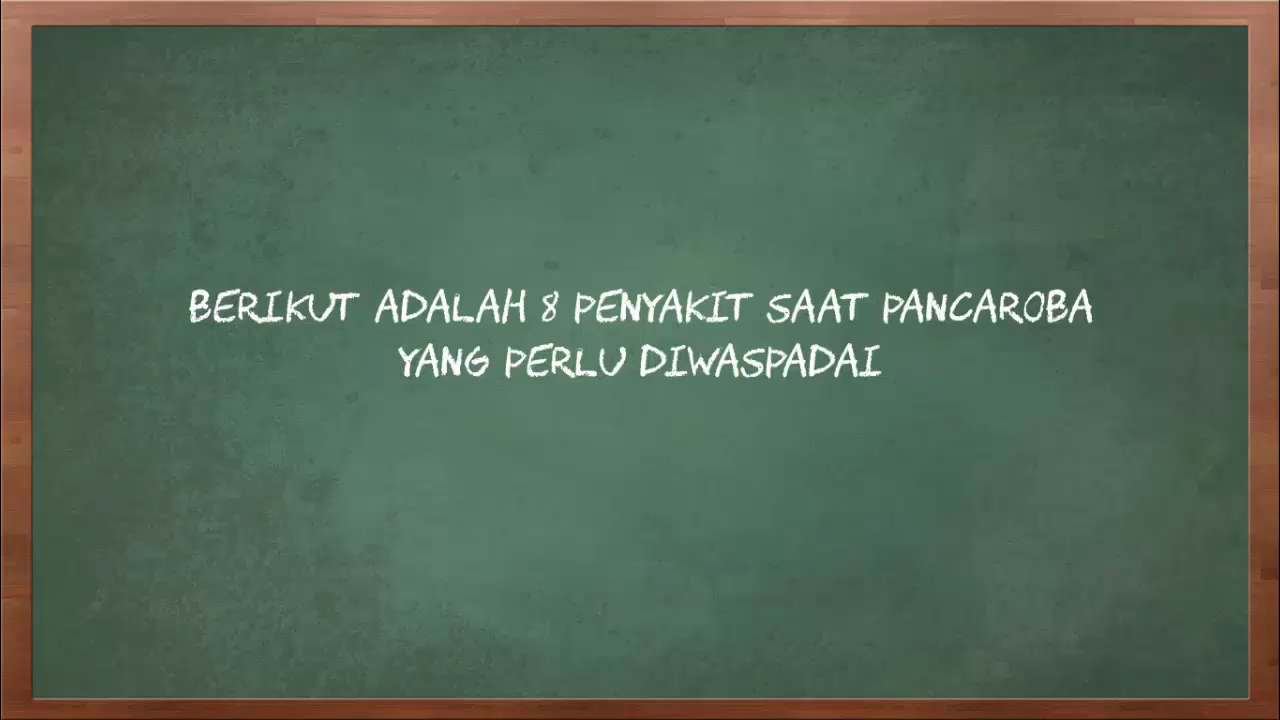 BERIKUT ADALAH 8 PENYAKIT SAAT PANCAROBA
YANG PERLU DIWASPADAI